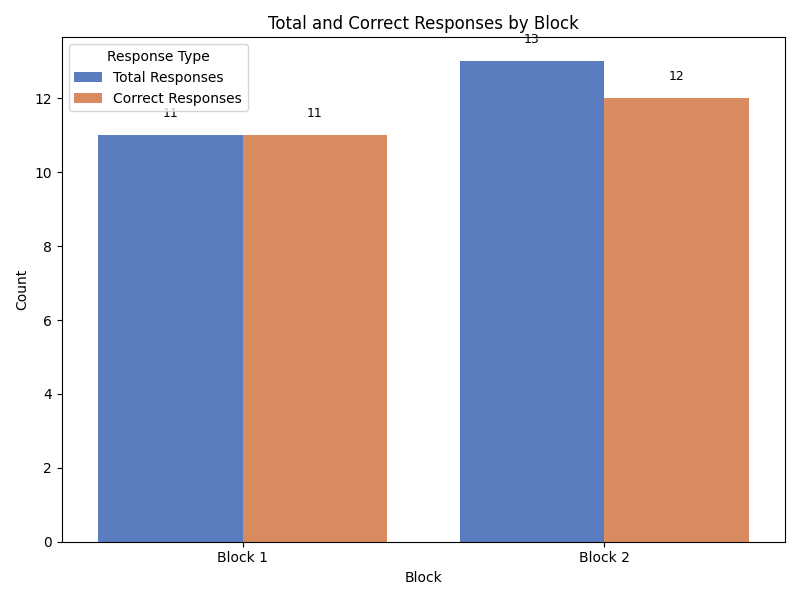 Total and Correct Responses by Block
Response Type
Total Responses
Correct Responses
11
11
13
12
Count
0
2
4
6
8
10
12
Block 1
Block 2
Block